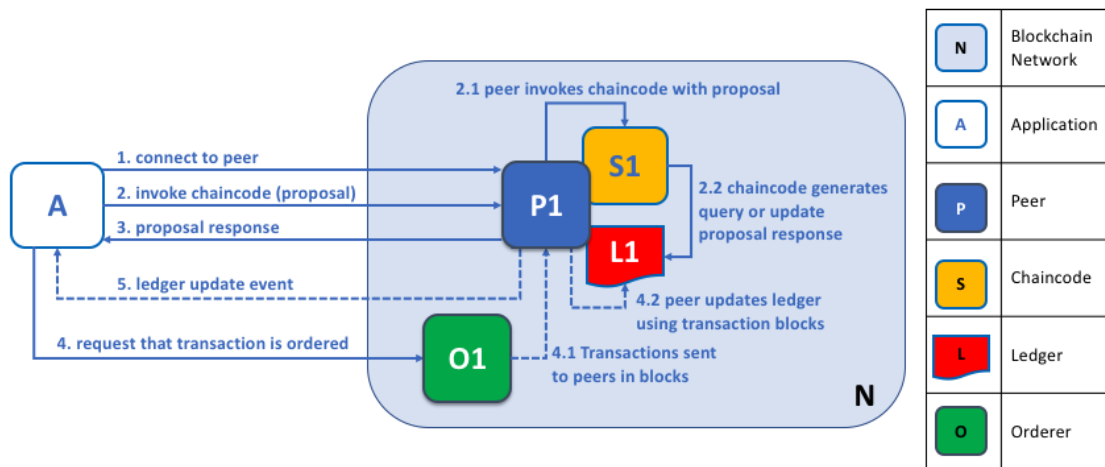 2.1 peer invokes chaincode with proposal
1. connect to peer
A
2. invoke chaincode (proposal)
P1
S1
3. proposal response
2.2 chaincode generates
query or update
proposal response
L1
5. ledger update event
4.2 peer updates ledger
using transaction blocks
4. request that transaction is ordered
O1
4.1 Transactions sent
to peers in blocks
N
N
Blockchain
Network
A
Application
P
Peer
S
Chaincode
L
Ledger
O
Orderer